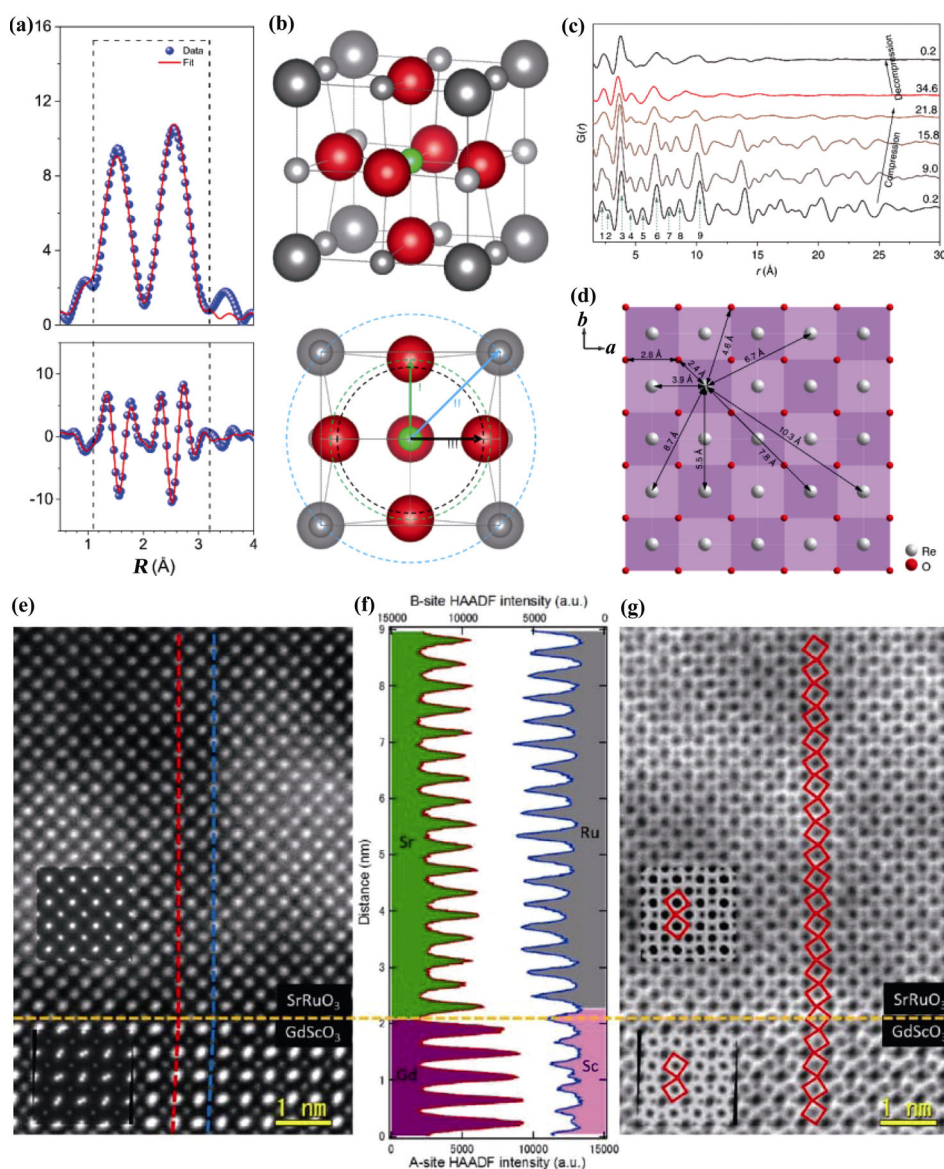 (a)
16
12
8
4
0
Data
Fit
10
0
-10
1
2
3
4
R (Å)
(b)
I
II
III
(c)
G(r)
0.2
34.6
21.8
15.8
9.0
0.2
Decompression
Compression
1 2 3 4 5 6 7 8 9
5 10 15 20 25 30
r (Å)
(d)
b
a
2.8 Å
2.4 Å
4.6 Å
6.7 Å
3.9 Å
8.7 Å
5.5 Å
7.8 Å
10.3 Å
Re
O
(e)
SrRuO3
GdScO3
1 nm
(f)
B-site HAADF intensity (a.u.)
15000 10000 5000 0
Distance (nm)
9
8
7
6
5
4
3
2
1
0
Sr
Ru
Gd
Sc
0 5000 10000 15000
A-site HAADF intensity (a.u.)
(g)
SrRuO3
GdScO3
1 nm